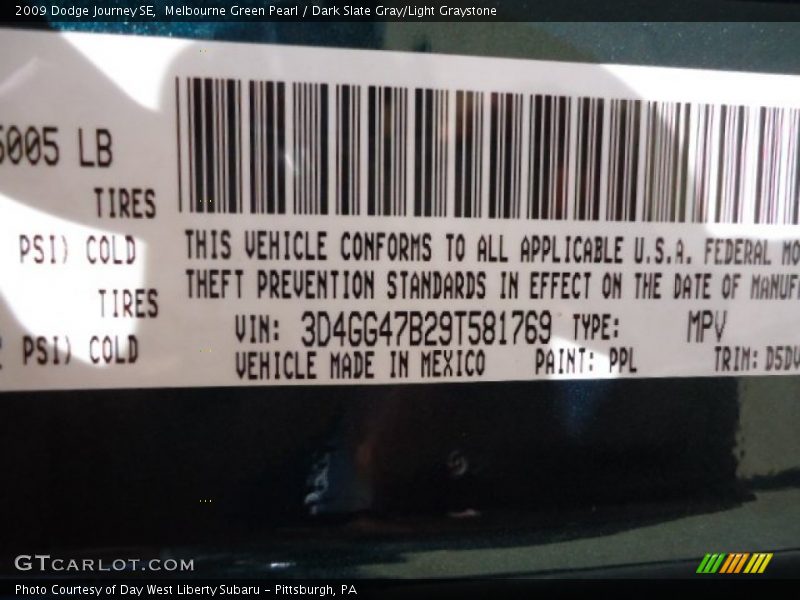 2009 Dodge Journey SE, Melbourne Green Pearl / Dark Slate Gray/Light Graystone
5005 LB
TIRES
PSI) COLD
THIS VEHICLE CONFORMS TO ALL APPLICABLE U.S.A. FEDERAL MO
THEFT PREVENTION STANDARDS IN EFFECT ON THE DATE OF MANUF
TIRES
VIN: 3D4GG47B29T581769 TYPE: MPV
PSI) COLD
VEHICLE MADE IN MEXICO PAINT: PPL TRIM: D5DV
GTCARLOT.COM
Photo Courtesy of Day West Liberty Subaru - Pittsburgh, PA